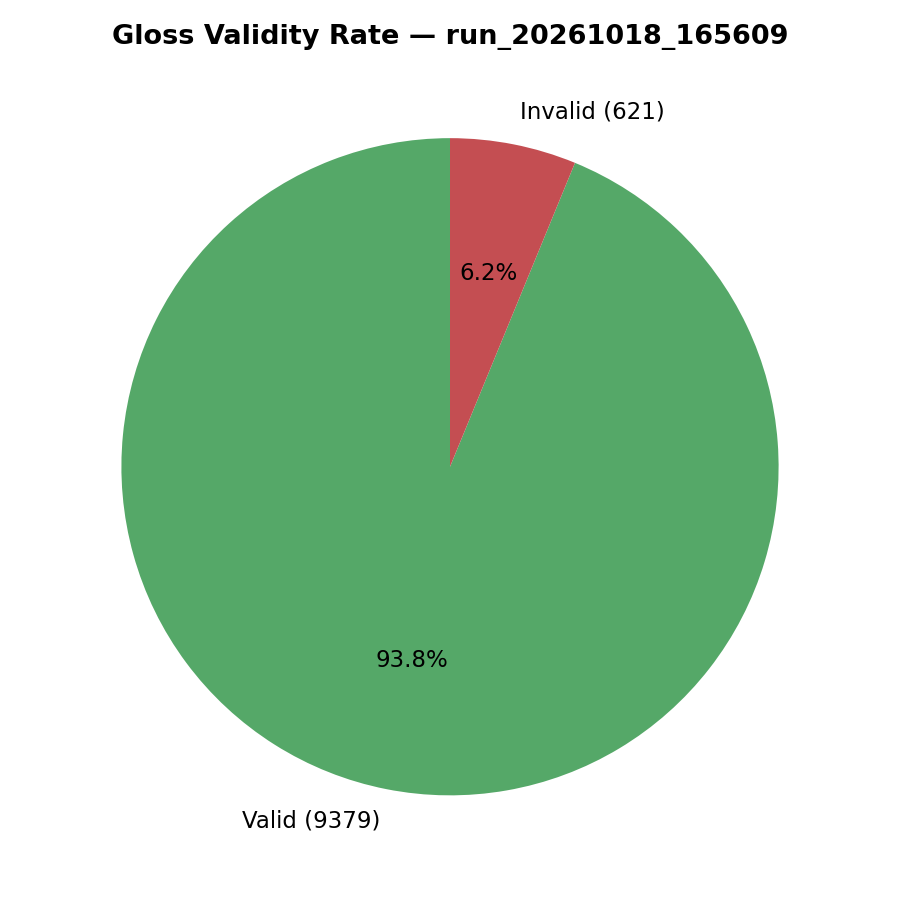 Gloss Validity Rate — run_20261018_165609
Invalid (621)
6.2%
93.8%
Valid (9379)